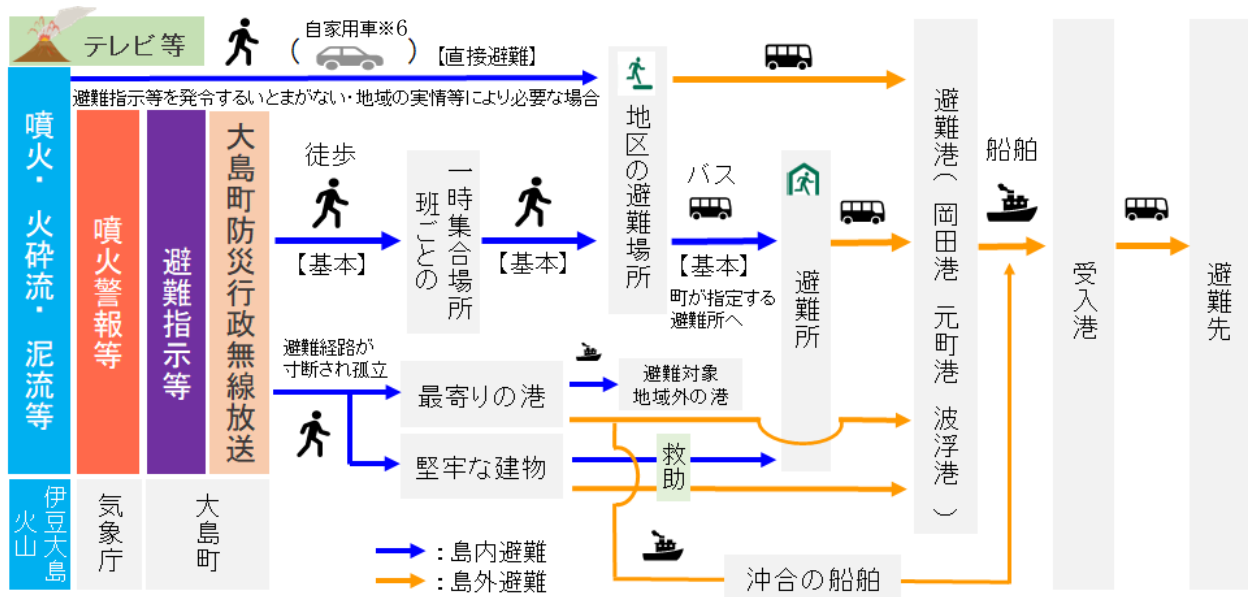 テレビ等
自家用車※6
(　)
【直接避難】
避難指示等を発令するいとまがない・地域の実情等により必要な場合
噴火・火砕流・泥流等
噴火警報等
避難指示等
大島町防災行政無線放送
徒歩
【基本】
班ごとの
一時集合場所
【基本】
地区の避難場所
バス
【基本】
町が指定する
避難所へ
避難所
避難港(岡田港 元町港 波浮港)
船舶
受入港
避難先
避難経路が
寸断され孤立
最寄りの港
避難対象
地域外の港
堅牢な建物
救助
伊豆大島
火山
気象庁
大島町
:島内避難
:島外避難
沖合の船舶